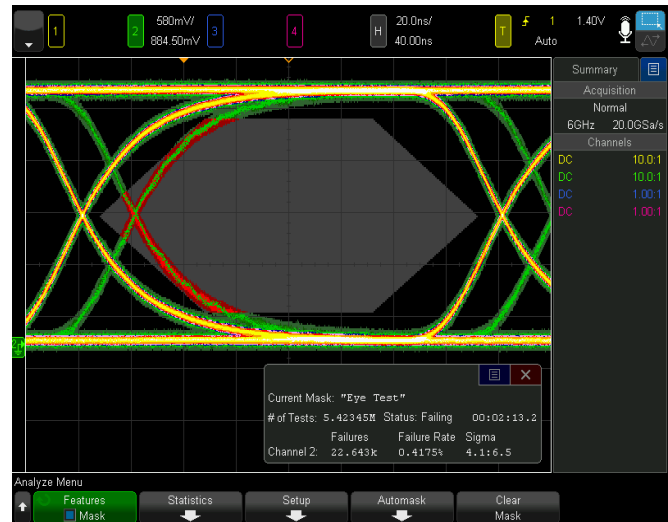 1
2
580mV/
884.50mV
3
4
H
20.0ns/
40.00ns
T
1
1.40V
Auto
Summary
Acquisition
Normal
6GHz 20.0GSa/s
Channels
DC 10.0:1
DC 10.0:1
DC 1.00:1
DC 1.00:1
Current Mask: "Eye Test"
# of Tests: 5.42345M Status: Failing 00:02:13.2
Failures Failure Rate Sigma
Channel 2: 22.643k 0.4175% 4.1:6.5
Analyze Menu
Features
Mask
Statistics
Setup
Automask
Clear
Mask